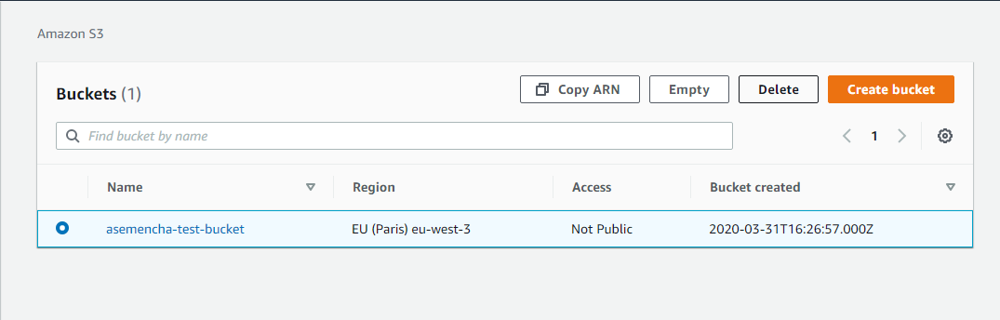 Amazon S3
Buckets (1)
Copy ARN
Empty
Delete
Create bucket
Find bucket by name
1
Name Region Access Bucket created
asemencha-test-bucket EU (Paris) eu-west-3 Not Public 2020-03-31T16:26:57.000Z